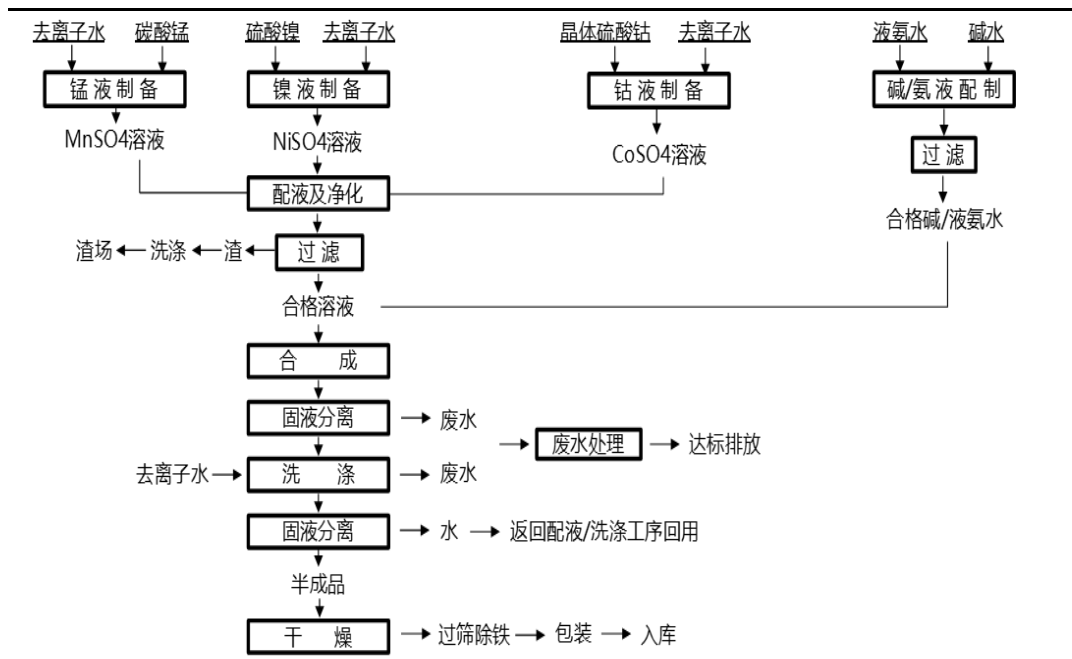 去离子水 碳酸锰 硫酸镍 去离子水 晶体硫酸钴 去离子水 液氨水 碱水
锰液制备 镍液制备 钴液制备 碱/氨液配制
MnSO4溶液 NiSO4溶液 CoSO4溶液 过滤
配液及净化
合格碱/液氨水
渣场 洗涤 渣 过滤
合格溶液
合成
固液分离 废水
废水处理 达标排放
去离子水 洗涤 废水
固液分离 水 返回配液/洗涤工序回用
半成品
干燥 过筛除铁 包装 入库